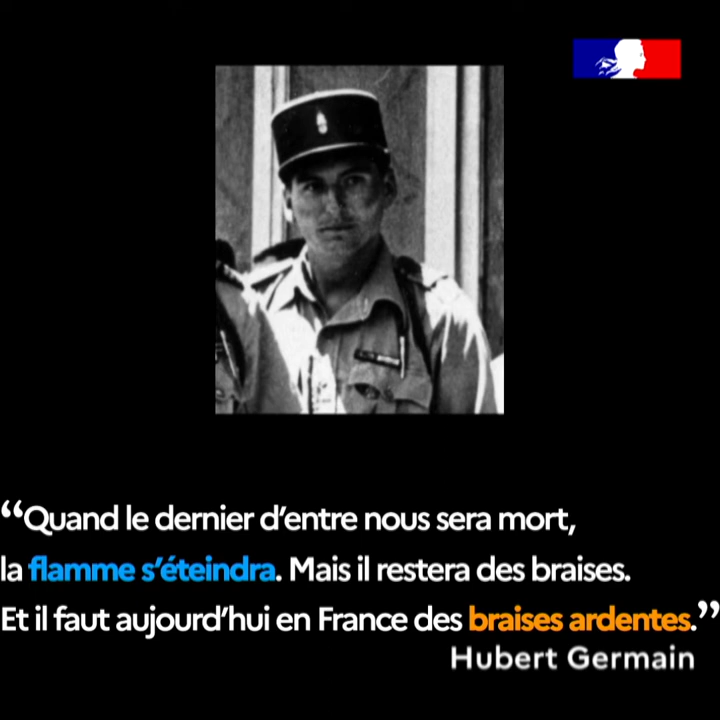 “Quand le dernier d’entre nous sera mort,
la flamme s’éteindra. Mais il restera des braises.
Et il faut aujourd’hui en France des braises ardentes.”
Hubert Germain